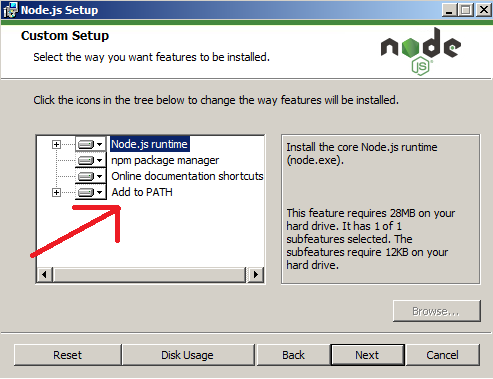 Node.js Setup
Custom Setup
Select the way you want features to be installed.
node
JS
Click the icons in the tree below to change the way features will be installed.
Node.js runtime
npm package manager
Online documentation shortcuts
Add to PATH
Install the core Node.js runtime
(node.exe).
This feature requires 28MB on your
hard drive. It has 1 of 1
subfeatures selected. The
subfeatures require 12KB on your
hard drive.
Browse...
Reset
Disk Usage
Back
Next
Cancel